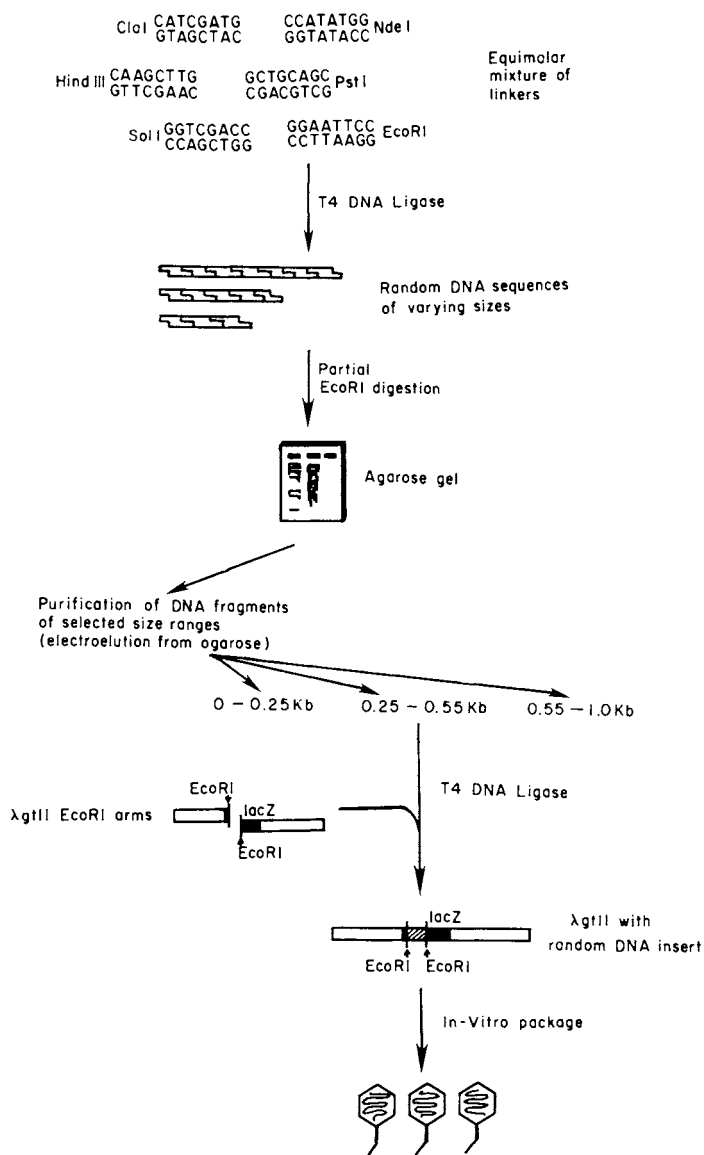 ClaI CATCGATG CCATATGG NdeI
GTAGCTAC GGTATACC
Hind III CAAGCTTG GCTGCAGC PstI
GTTCGAAC CGACGTCG
Equimolar
mixture of
linkers
SolI GGTCGACC GGAATTCC EcoRI
CCAGCTGG CCTTAAGG
T4 DNA Ligase
Random DNA sequences
of varying sizes
Partial
EcoRI digestion
Agarose gel
Purification of DNA fragments
of selected size ranges
(electroelution from agarose)
0 – 0.25 Kb 0.25 – 0.55 Kb 0.55 – 1.0 Kb
T4 DNA Ligase
EcoRI
λgt11 EcoRI arms
lacZ
EcoRI
lacZ
λgt11 with
random DNA insert
EcoRI EcoRI
In-Vitro package